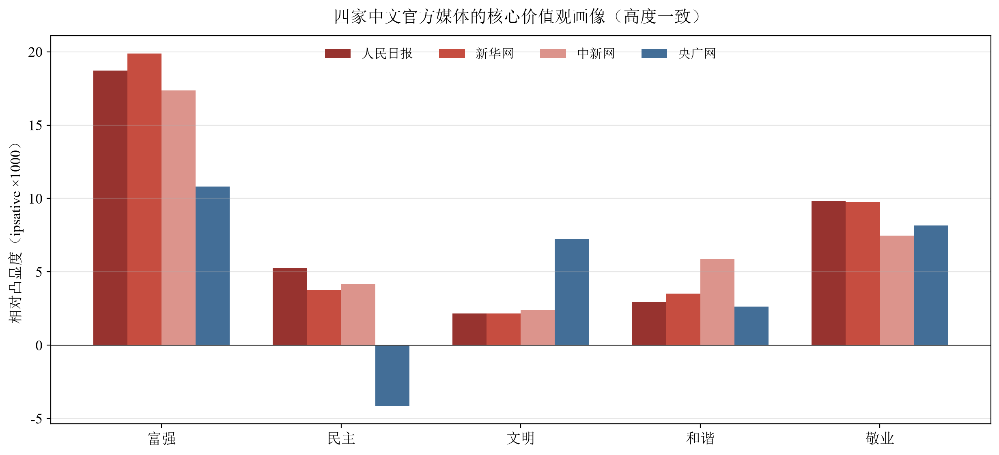 四家中文官方媒体的核心价值观画像（高度一致）
人民日报 新华网 中新网 央广网
相对凸显度（ipsative ×1000）
20
15
10
5
0
-5
富强 民主 文明 和谐 敬业